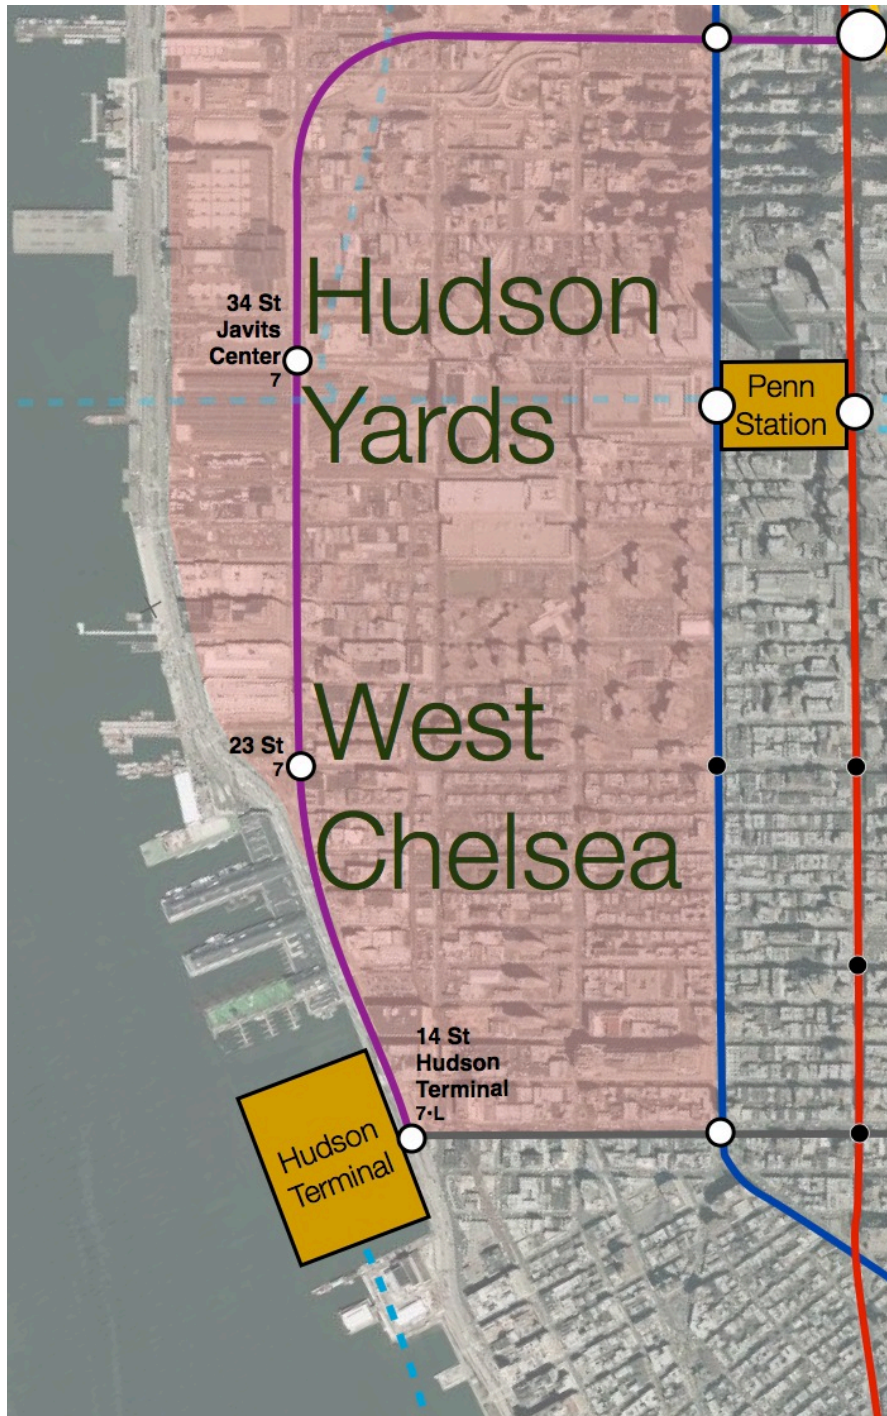 34 St
Javits
Center
7
Hudson
Yards
Penn
Station
23 St
7
West
Chelsea
14 St
Hudson
Terminal
7•L
Hudson
Terminal